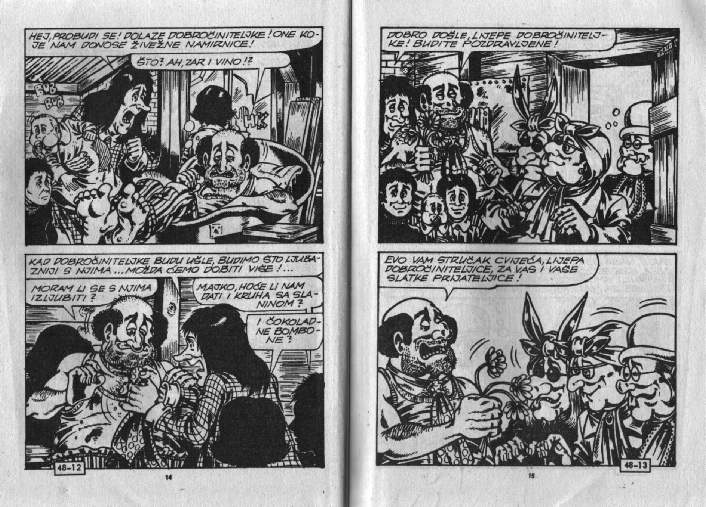 HEJ, PROBUDI SE! DOLAZE DOBROČINITELJKE! ONE KO-
JE NAM DONOSE ŽIVEŽNE NAMIRNICE!
ŠTO? AH, ZAR I VINO!?
KAD DOBROČINITELJKE BUDU UŠLE, BUDIMO ŠTO LJUBA-
ZNIJI S NJIMA... MOŽDA ĆEMO DOBITI VIŠE!...
MORAM LI SE S NJIMA
IZLJUBITI?
MAJKO, HOĆE LI NAM
DATI I KRUHA SA SLA-
NINOM?
I ČOKOLAD-
NE BOMBO-
NE?
48-12
14
DOBRO DOŠLE, LIJEPE DOBROČINITELJ-
KE! BUDITE POZDRAVLJENE!
EVO VAM STRUČAK CVIJEĆA, LIJEPA
DOBROČINITELJICE, ZA VAS I VAŠE
SLATKE PRIJATELJICE!
48-13
15